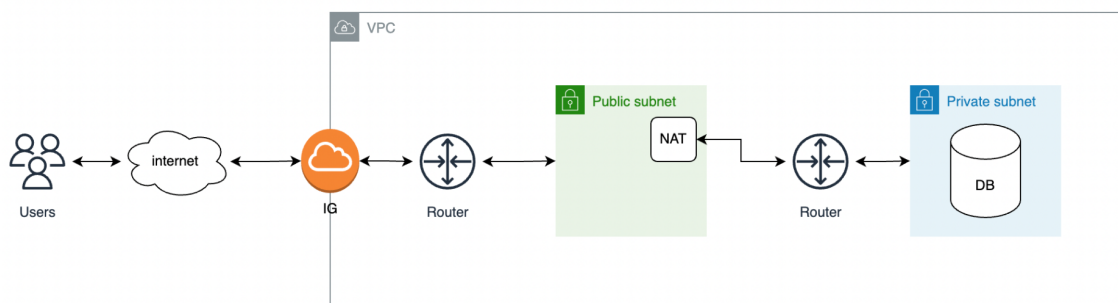 VPC
Public subnet
Private subnet
NAT
internet
DB
IG
Users
Router
Router